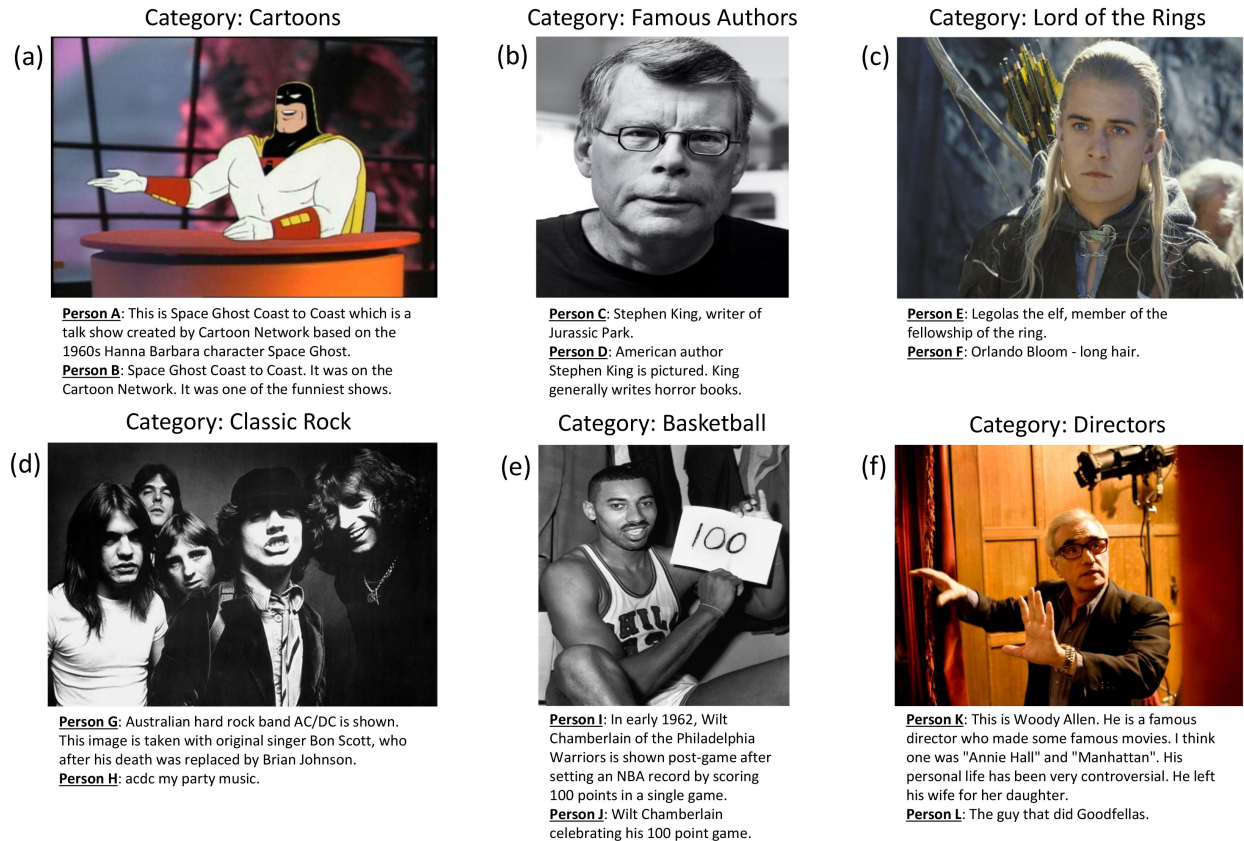 Category: Cartoons
Category: Famous Authors
Category: Lord of the Rings
(a)
(b)
(c)
Person A: This is Space Ghost Coast to Coast which is a
talk show created by Cartoon Network based on the
1960s Hanna Barbara character Space Ghost.
Person B: Space Ghost Coast to Coast. It was on the
Cartoon Network. It was one of the funniest shows.
Person C: Stephen King, writer of
Jurassic Park.
Person D: American author
Stephen King is pictured. King
generally writes horror books.
Person E: Legolas the elf, member of the
fellowship of the ring.
Person F: Orlando Bloom - long hair.
Category: Classic Rock
Category: Basketball
Category: Directors
(d)
(e)
(f)
100
HIL
Person G: Australian hard rock band AC/DC is shown.
This image is taken with original singer Bon Scott, who
after his death was replaced by Brian Johnson.
Person H: acdc my party music.
Person I: In early 1962, Wilt
Chamberlain of the Philadelphia
Warriors is shown post-game after
setting an NBA record by scoring
100 points in a single game.
Person J: Wilt Chamberlain
celebrating his 100 point game.
Person K: This is Woody Allen. He is a famous
director who made some famous movies. I think
one was "Annie Hall" and "Manhattan". His
personal life has been very controversial. He left
his wife for her daughter.
Person L: The guy that did Goodfellas.